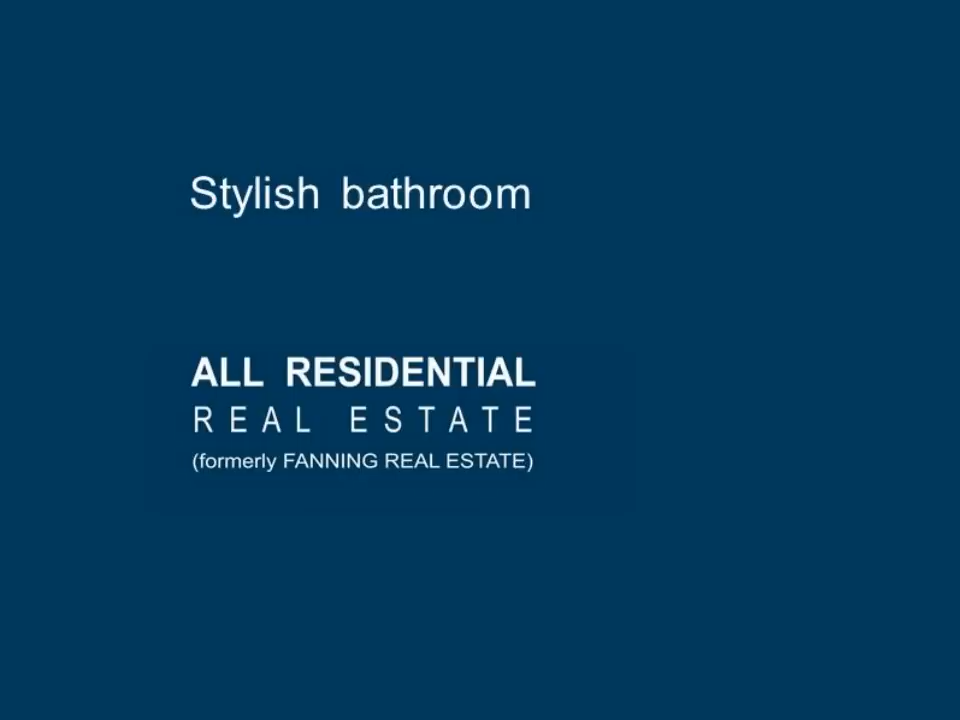 Stylish bathroom
ALL RESIDENTIAL
REAL ESTATE
(formerly FANNING REAL ESTATE)